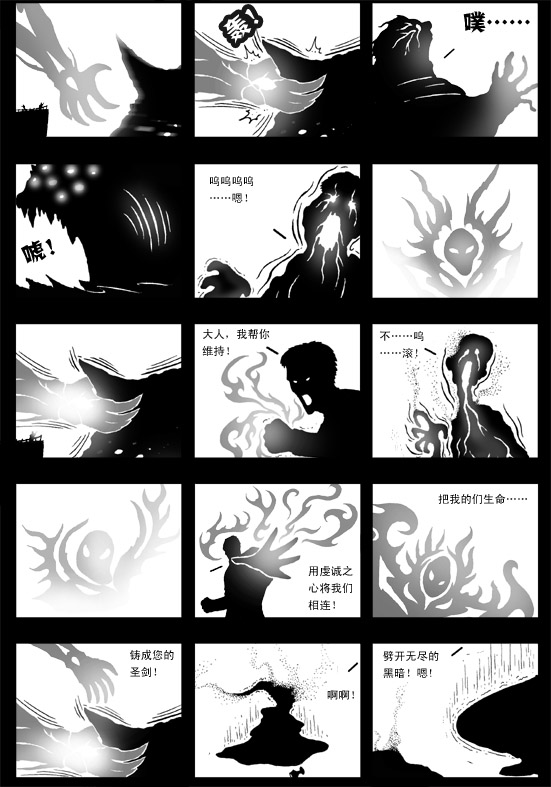 轰！
噗……
唬！
呜呜呜呜
……嗯！
大人，我帮你
维持！
不……呜
……滚！
用虔诚之
心将我们
相连！
把我的们生命……
铸成您的
圣剑！
啊啊！
劈开无尽的
黑暗！嗯！